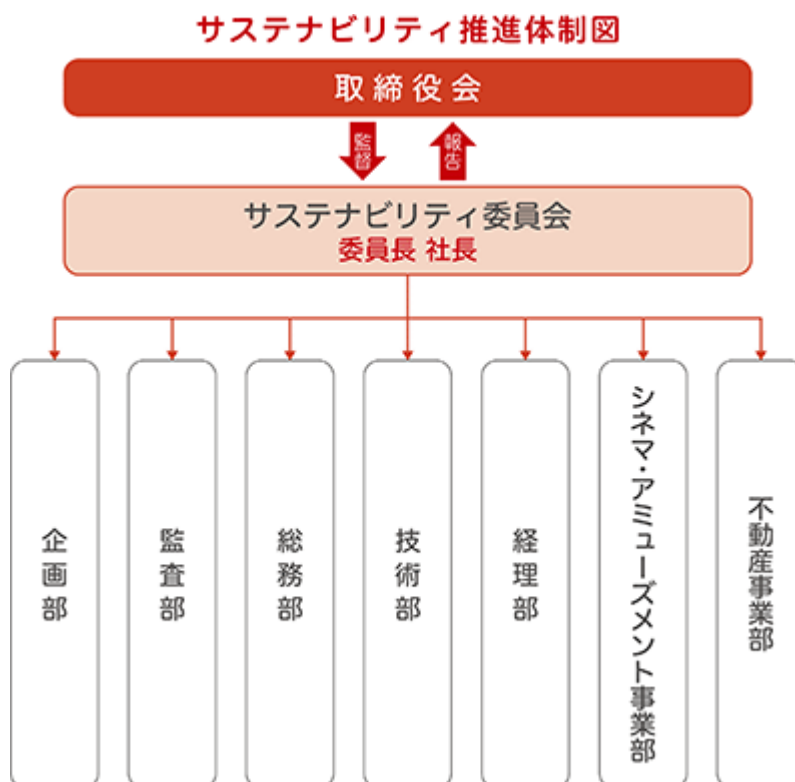 サステナビリティ推進体制図
取締役会
監督
報告
サステナビリティ委員会
委員長 社長
企画部
監査部
総務部
技術部
経理部
シネマ・アミューズメント事業部
不動産事業部